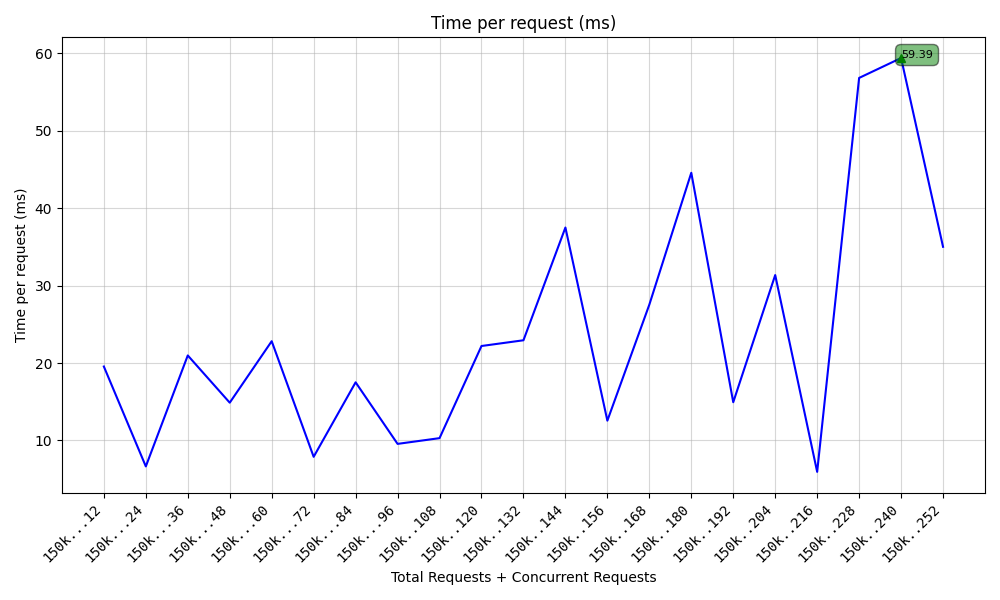 Time per request (ms)
60
50
40
30
20
10
Time per request (ms)
59.39
150k...12
150k...24
150k...36
150k...48
150k...60
150k...72
150k...84
150k...96
150k..108
150k..120
150k..132
150k..144
150k..156
150k..168
150k..180
150k..192
150k..204
150k..216
150k..228
150k..240
150k..252
Total Requests + Concurrent Requests